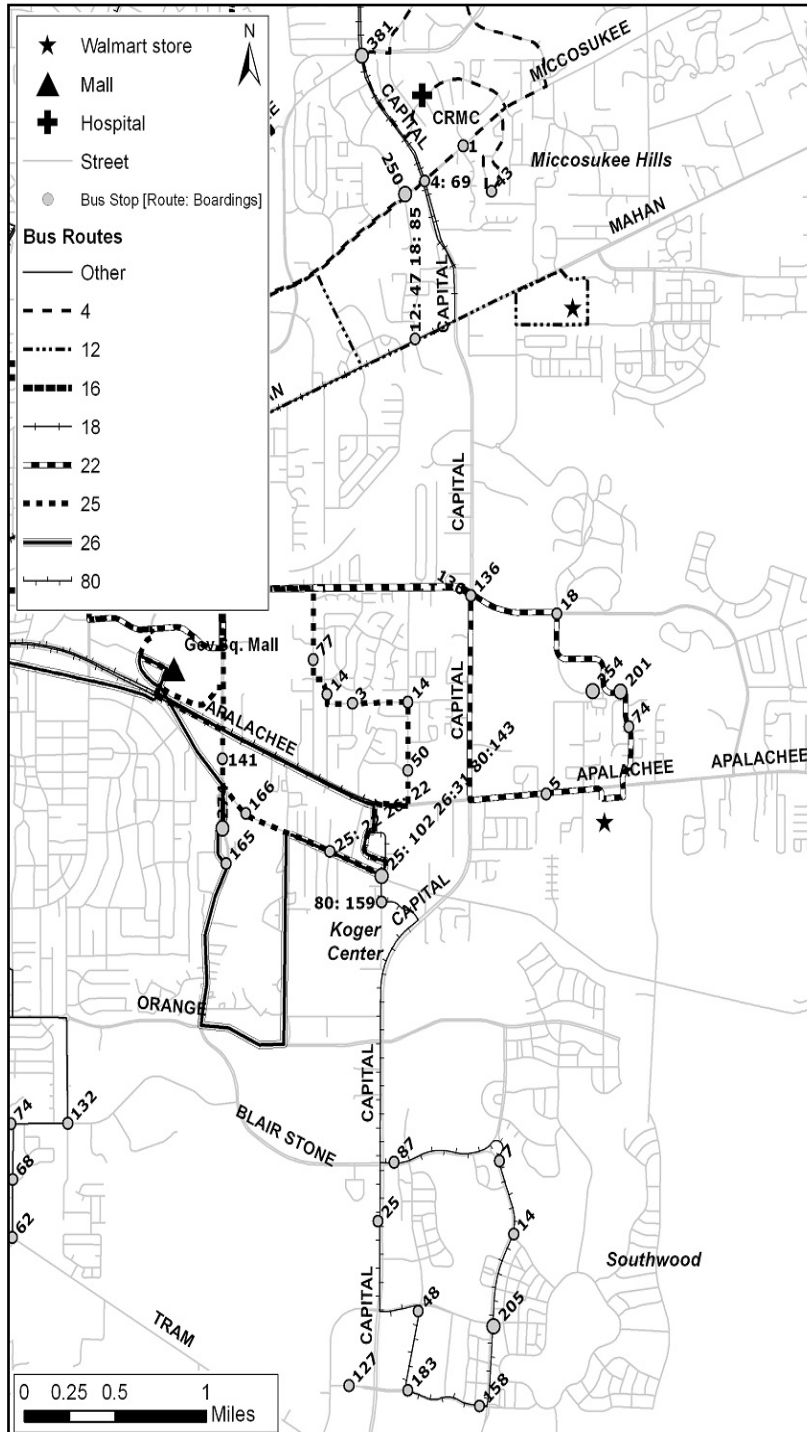 Walmart store
N
Mall
Hospital
Street
Bus Stop [Route: Boardings]
Bus Routes
Other
4
12
16
18
22
25
26
80
381
MICCOSUKEE
CAPITAL
CRMC
1
Miccosukee Hills
250
4: 69
43
MAHAN
12: 47 18: 85
CAPITAL
CAPITAL
136
18
77
Gov Sq. Mall
254
201
14
3
14
CAPITAL
74
APALACHEE
141
50
APALACHEE
APALACHEE
22
5
166
25: 22 26
25: 102 26:31 80:143
165
80: 159
CAPITAL
Koger
Center
ORANGE
CAPITAL
74
132
BLAIR STONE
87
7
68
25
14
62
Southwood
48
205
TRAM
CAPITAL
127
183
158
0 0.25 0.5 1
Miles